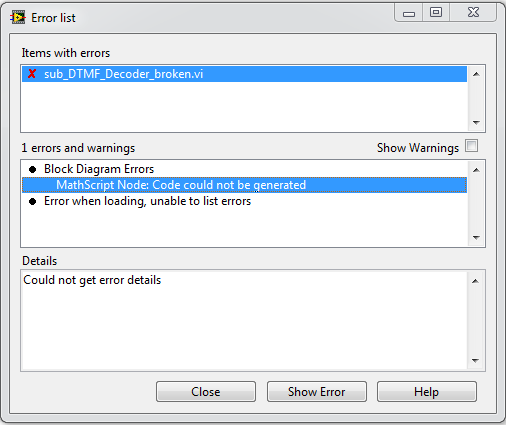 Error list
Items with errors
sub_DTMF_Decoder_broken.vi
1 errors and warnings Show Warnings
Block Diagram Errors
MathScript Node: Code could not be generated
Error when loading, unable to list errors
Details
Could not get error details
Close Show Error Help